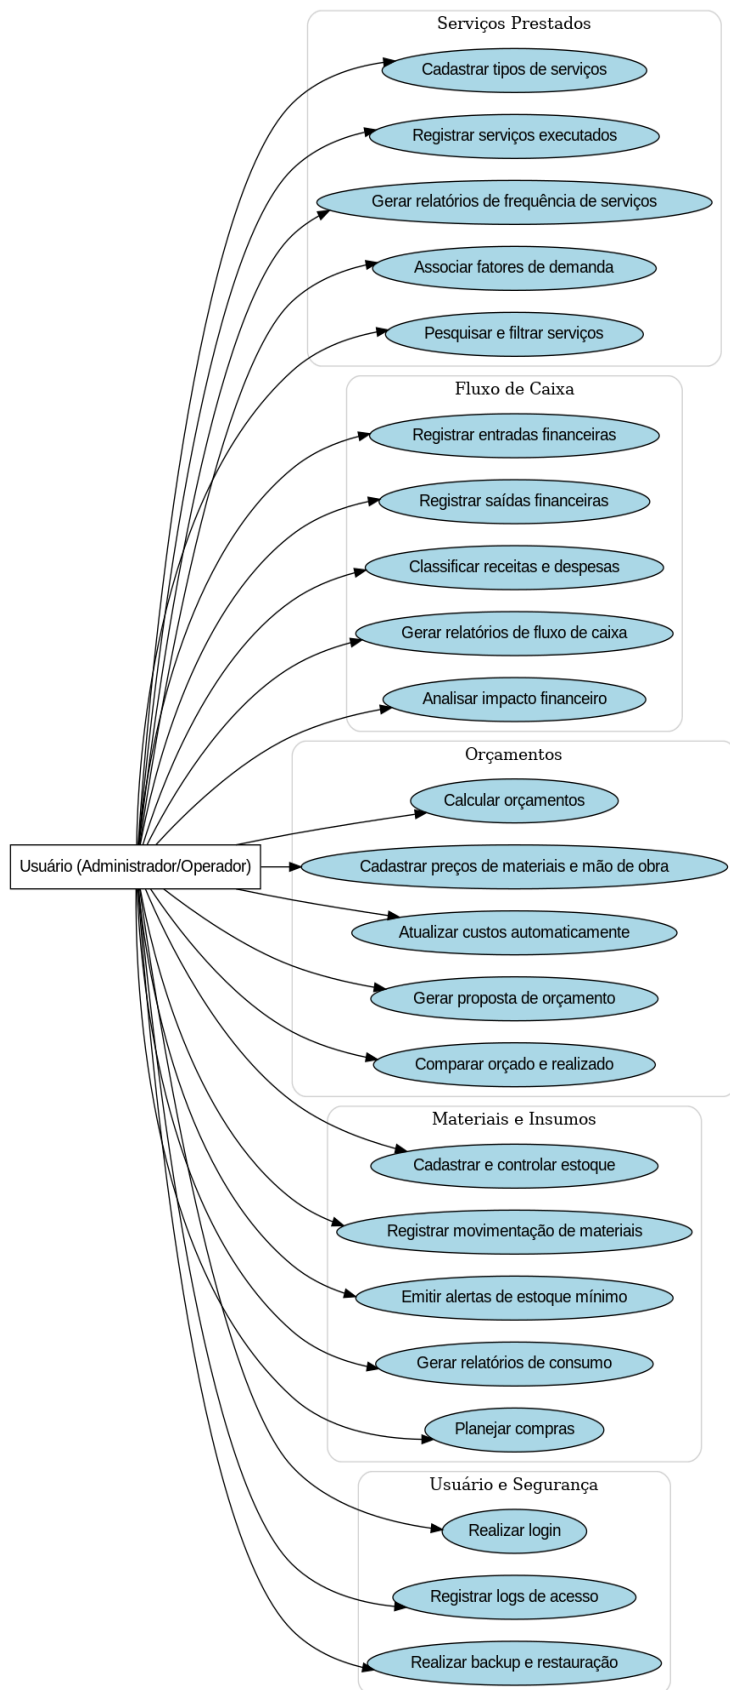 Serviços Prestados
Cadastrar tipos de serviços
Registrar serviços executados
Gerar relatórios de frequência de serviços
Associar fatores de demanda
Pesquisar e filtrar serviços
Fluxo de Caixa
Registrar entradas financeiras
Registrar saídas financeiras
Classificar receitas e despesas
Gerar relatórios de fluxo de caixa
Analisar impacto financeiro
Orçamentos
Calcular orçamentos
Usuário (Administrador/Operador)
Cadastrar preços de materiais e mão de obra
Atualizar custos automaticamente
Gerar proposta de orçamento
Comparar orçado e realizado
Materiais e Insumos
Cadastrar e controlar estoque
Registrar movimentação de materiais
Emitir alertas de estoque mínimo
Gerar relatórios de consumo
Planejar compras
Usuário e Segurança
Realizar login
Registrar logs de acesso
Realizar backup e restauração